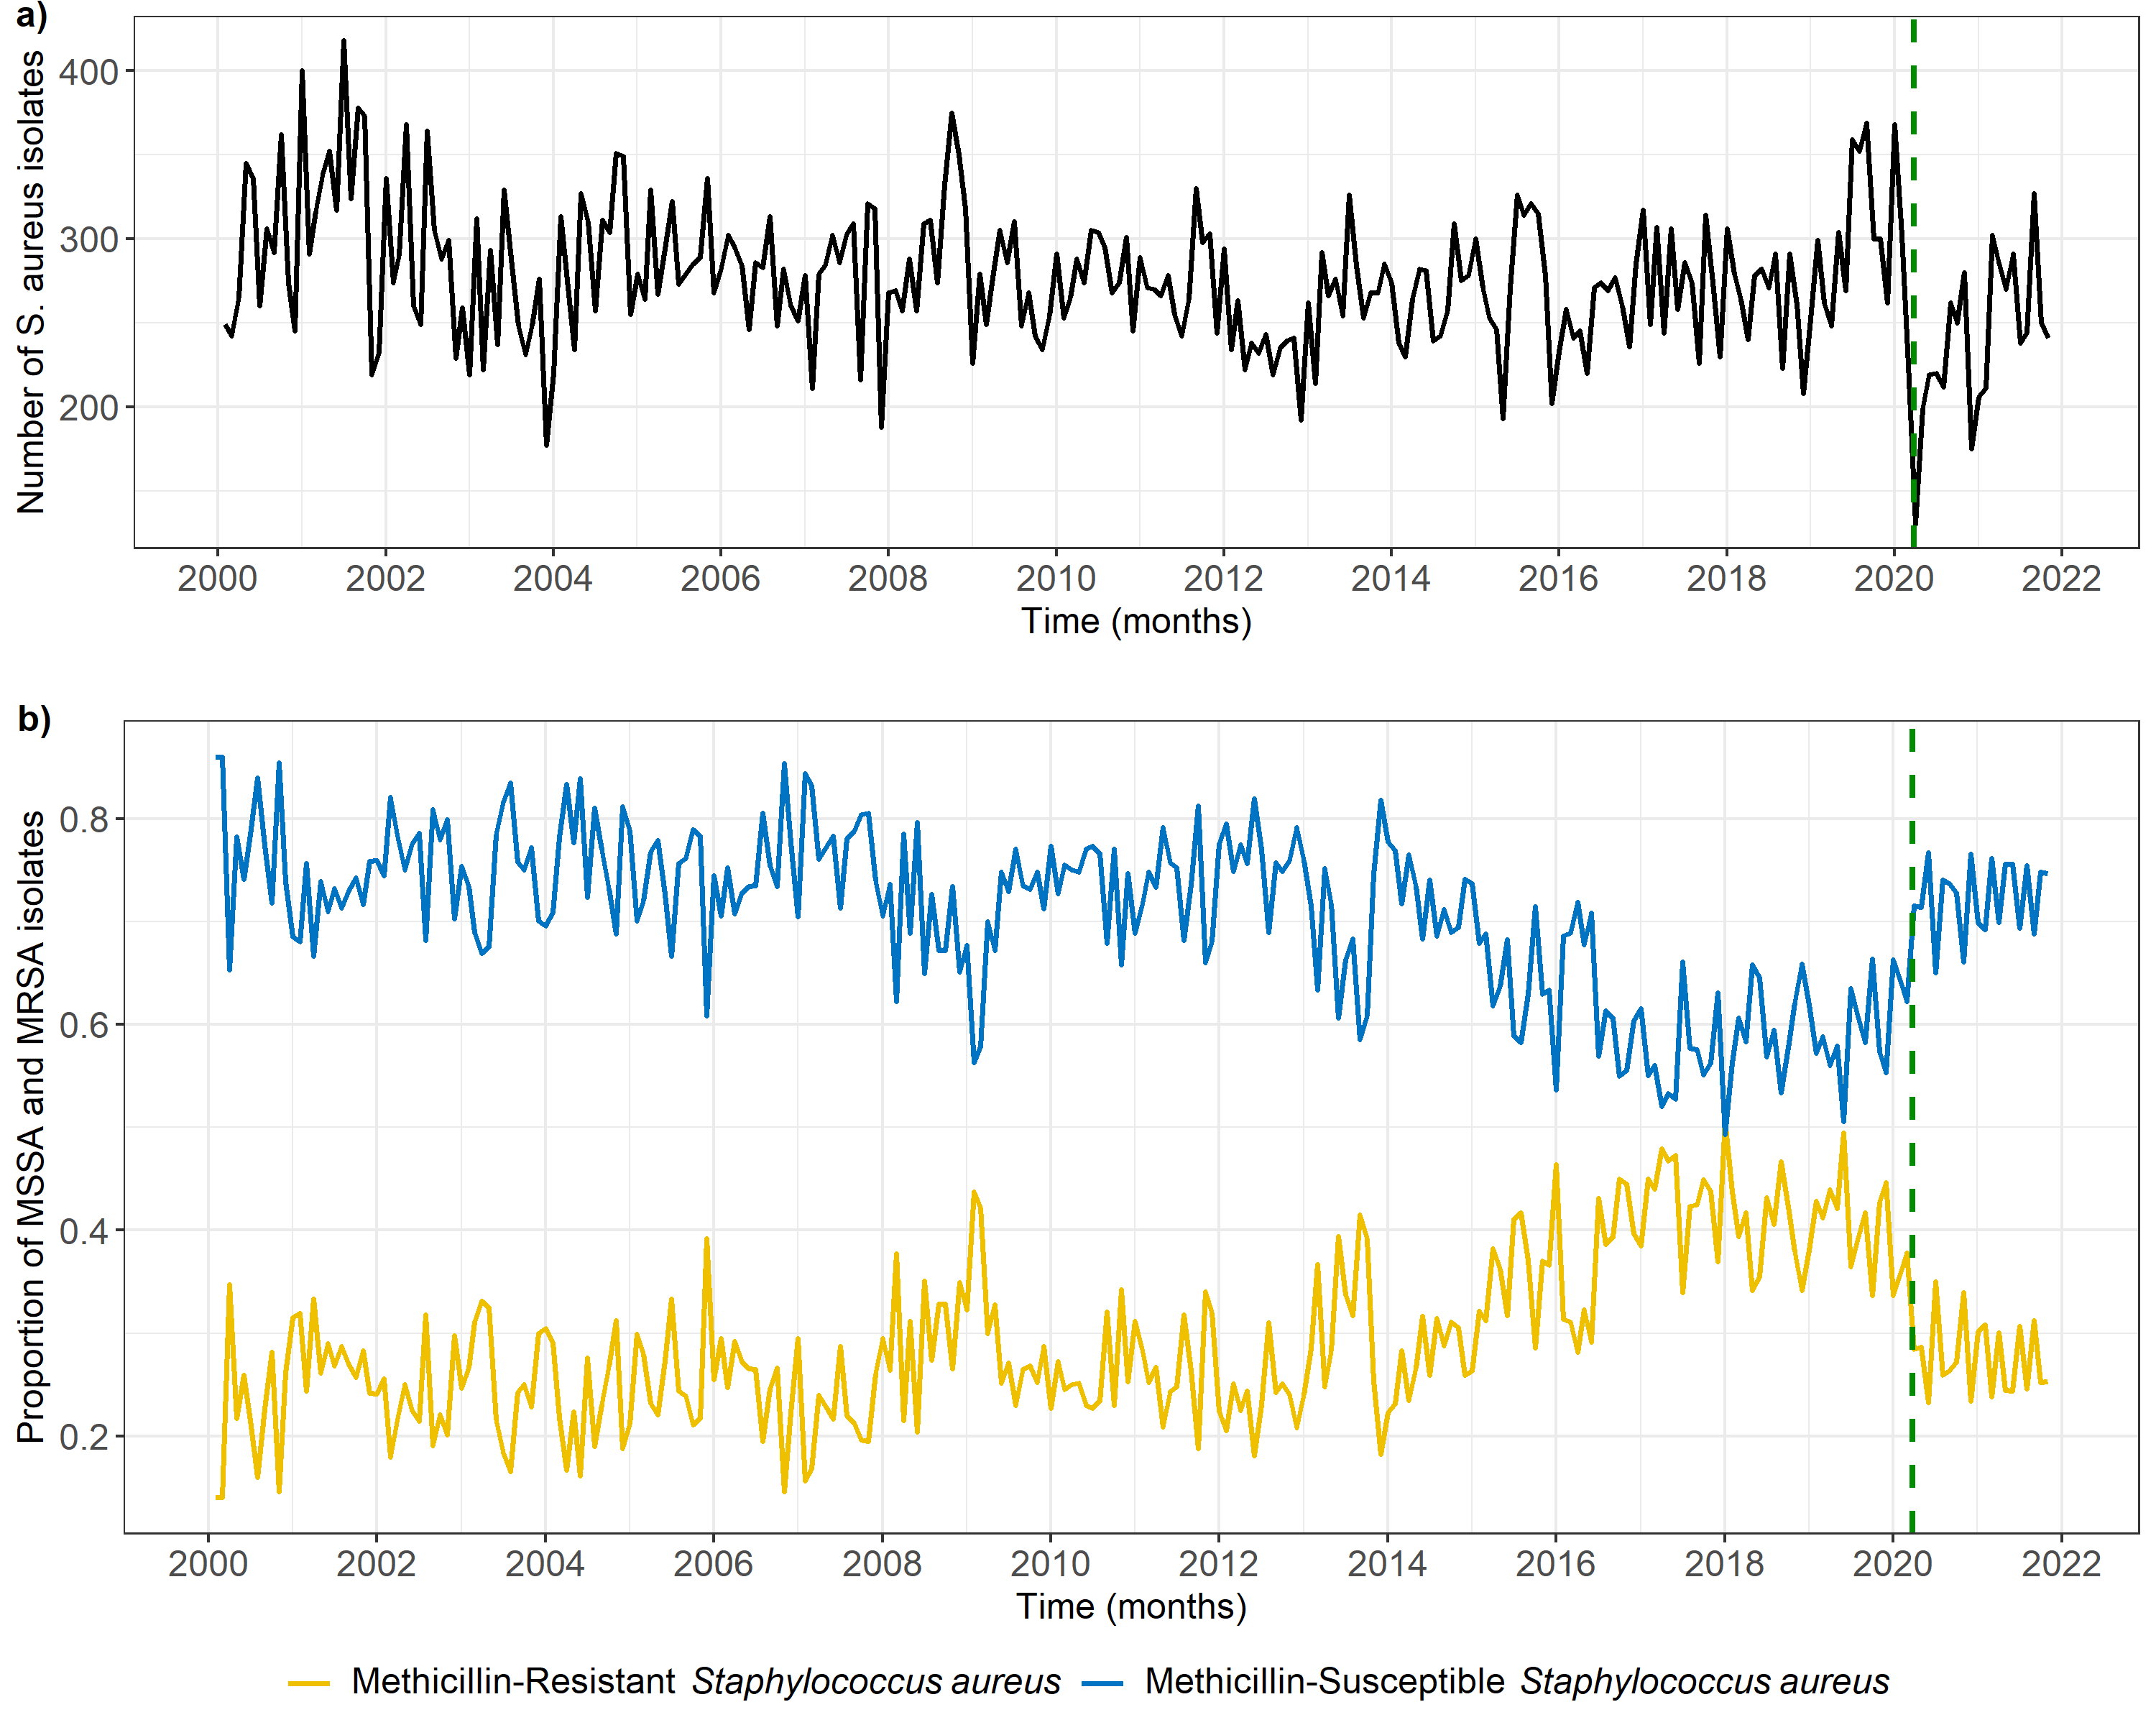 a)
Number of S. aureus isolates
400
300
200
2000 2002 2004 2006 2008 2010 2012 2014 2016 2018 2020 2022
Time (months)
b)
Proportion of MSSA and MRSA isolates
0.8
0.6
0.4
0.2
2000 2002 2004 2006 2008 2010 2012 2014 2016 2018 2020 2022
Time (months)
Methicillin-Resistant Staphylococcus aureus Methicillin-Susceptible Staphylococcus aureus